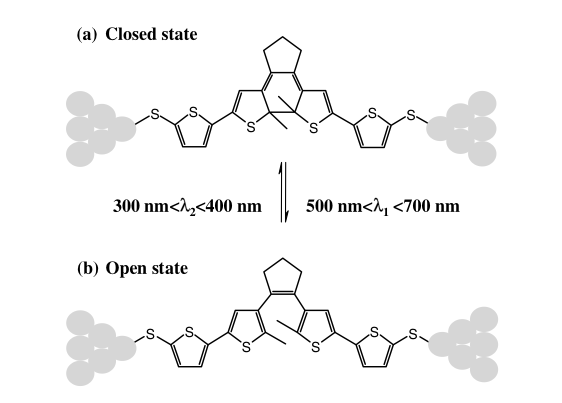 (a) Closed state
S S S S S S
300 nm<λ2<400 nm 500 nm<λ1 <700 nm
(b) Open state
S S S S S S